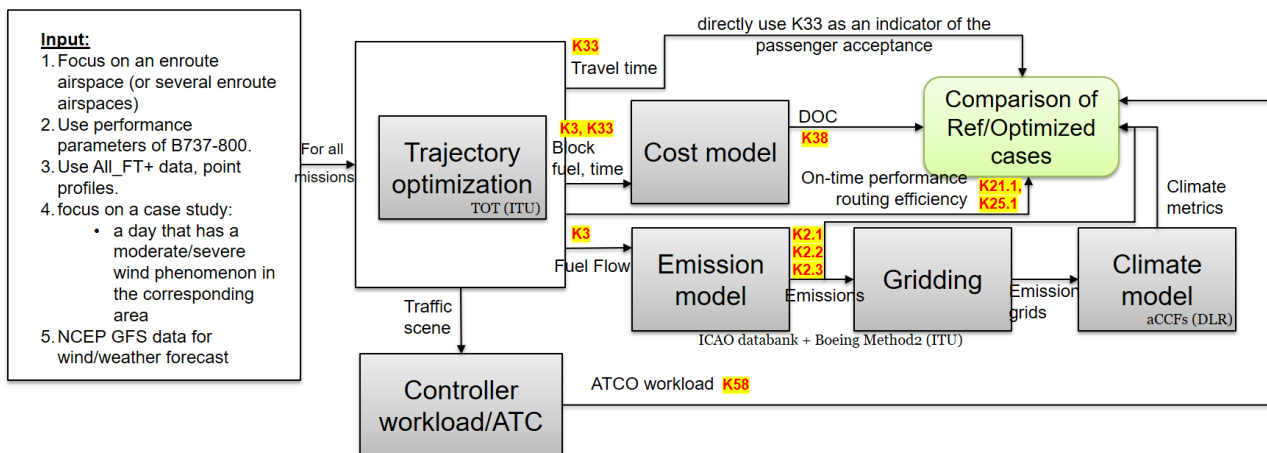 Input:
1. Focus on an enroute
airspace (or several enroute
airspaces)
2. Use performance
parameters of B737-800.
3. Use All_FT+ data, point
profiles.
4. focus on a case study:
• a day that has a
moderate/severe
wind phenomenon in
the corresponding
area
5. NCEP GFS data for
wind/weather forecast
For all
missions
Trajectory
optimization
TOT (ITU)
K33
Travel time
directly use K33 as an indicator of the
passenger acceptance
K3, K33
Block
fuel, time
Cost model
DOC
K38
Comparison of
Ref/Optimized
cases
On-time performance
routing efficiency
K21.1,
K25.1
K3
Fuel Flow
Emission
model
K2.1
K2.2
K2.3
Emissions
Gridding
Emission
grids
Climate
model
aCCFs (DLR)
Climate
metrics
ICAO databank + Boeing Method2 (ITU)
Traffic
scene
Controller
workload/ATC
ATCO workload K58